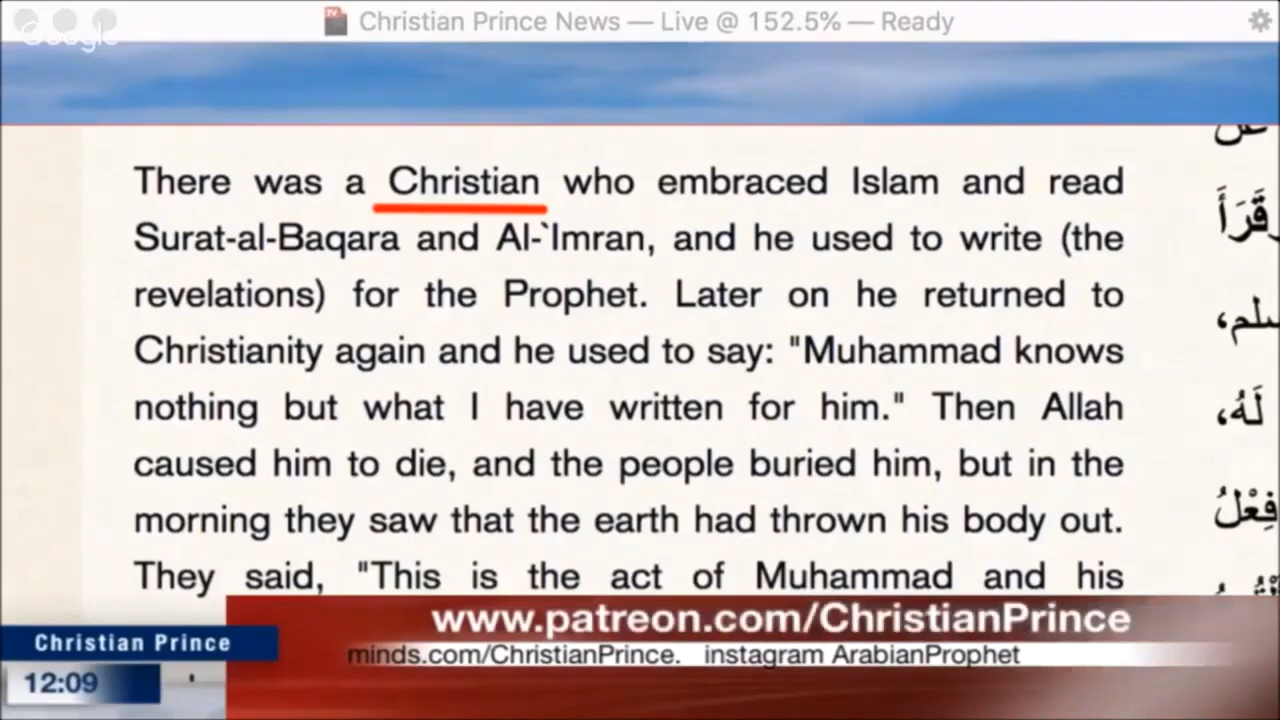 Christian Prince News — Live @ 152.5% — Ready
Google
There was a Christian who embraced Islam and read
Surat-al-Baqara and Al-`Imran, and he used to write (the
revelations) for the Prophet. Later on he returned to
Christianity again and he used to say: "Muhammad knows
nothing but what I have written for him." Then Allah
caused him to die, and the people buried him, but in the
morning they saw that the earth had thrown his body out.
They said, "This is the act of Muhammad and his
لَهُ،
فِعْلُ
www.patreon.com/ChristianPrince
Christian Prince
minds.com/ChristianPrince. instagram ArabianProphet
12:09